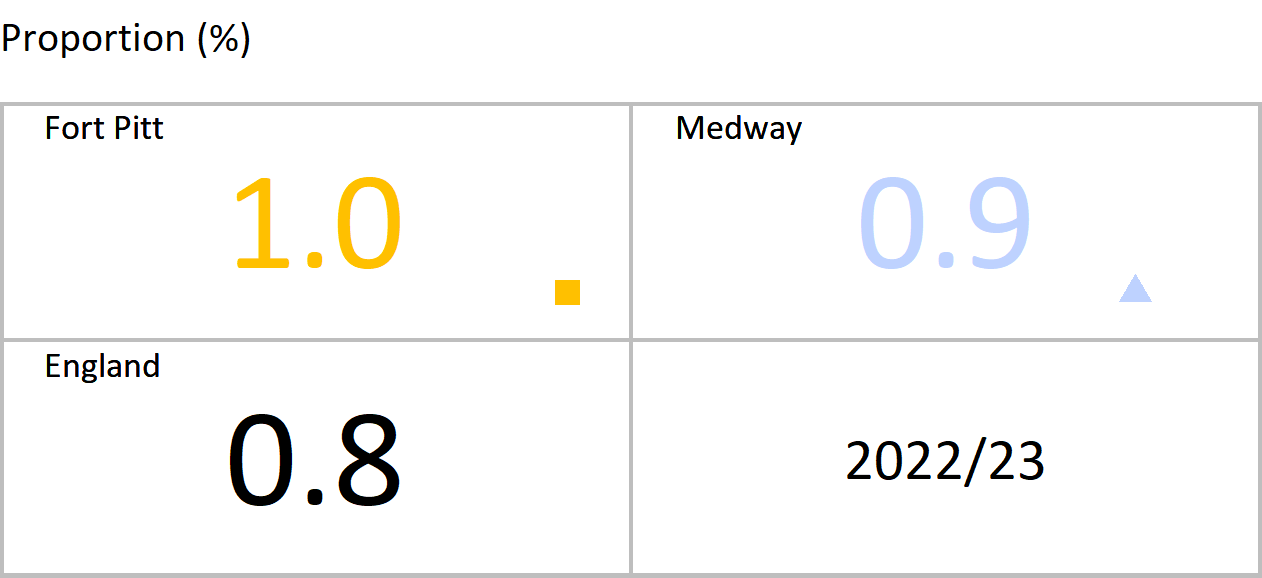 Proportion (%)
Fort Pitt
1.0
Medway
0.9
England
0.8
2022/23